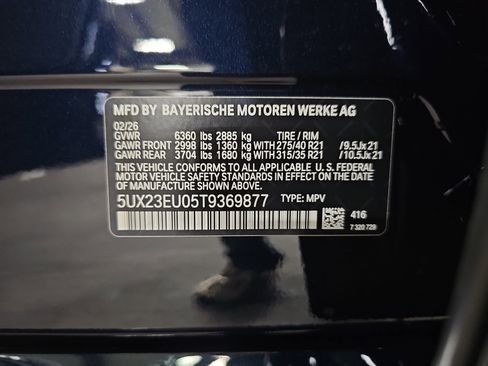 MFD BY BAYERISCHE MOTOREN WERKE AG
02/26
GVWR 6360 lbs 2885 kg TIRE / RIM
GAWR FRONT 2998 lbs 1360 kg WITH 275/40 R21 /9.5Jx21
GAWR REAR 3704 lbs 1680 kg WITH 315/35 R21 /10.5Jx21
THIS VEHICLE CONFORMS TO ALL APPLICABLE U. S. FEDERAL
MOTOR VEHICLE SAFETY STANDARDS IN EFFECT ON THE
DATE OF MANUFACTURE SHOWN ABOVE.
5UX23EU05T9369877 TYPE: MPV
416
7 320 729